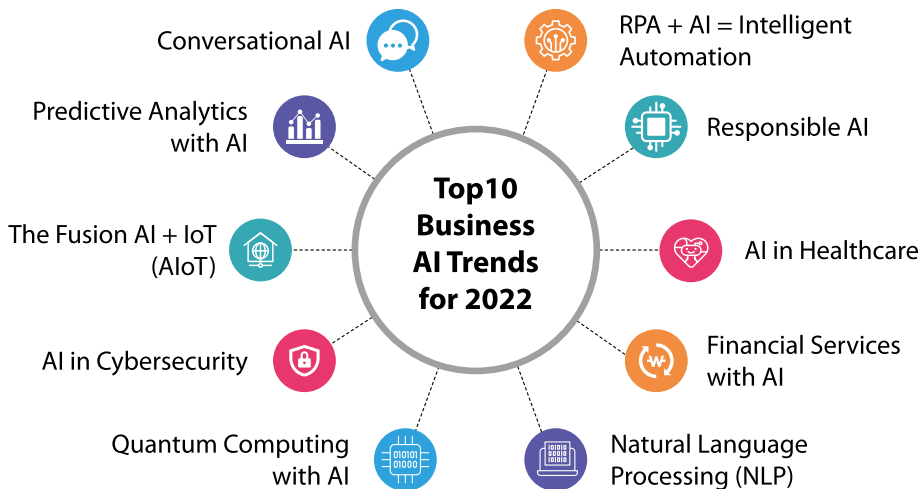 Top10
Business
AI Trends
for 2022
Conversational AI
Predictive Analytics
with AI
The Fusion AI + IoT
(AIoT)
AI in Cybersecurity
Quantum Computing
with AI
RPA + AI = Intelligent
Automation
Responsible AI
AI in Healthcare
Financial Services
with AI
Natural Language
Processing (NLP)
010101
01000